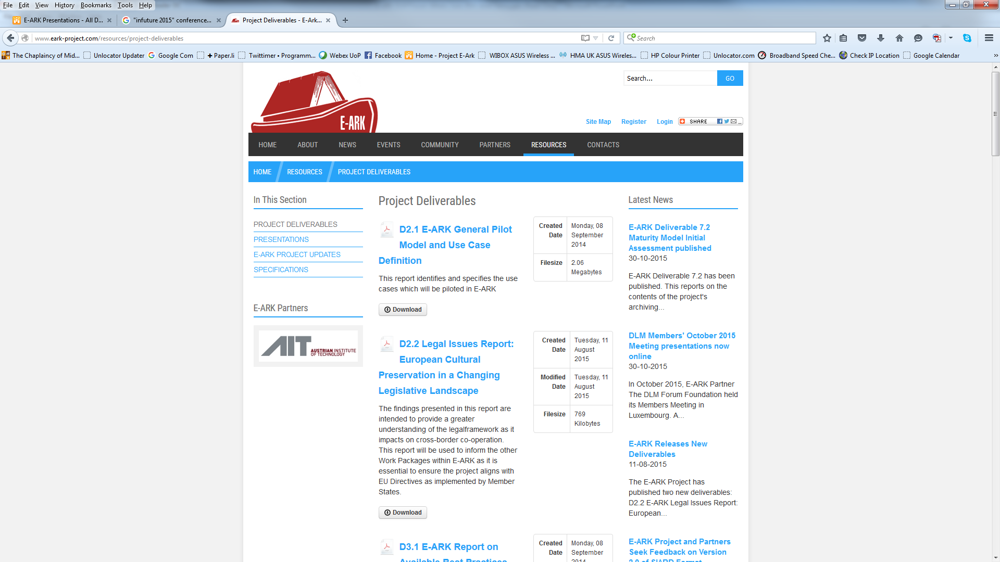 File Edit View History Bookmarks Tools Help
E-ARK Presentations - All D...
"infuture 2015" conference...
Project Deliverables - E-Ark...
www.eark-project.com/resources/project-deliverables
Search
The Chaplaincy of Mid... Unlocator Updater Google Com + Paper.li Twittimer • Programm... Webex UoP Facebook Home - Project E-Ark WIBOX ASUS Wireless ... HMA UK ASUS Wireles... HP Colour Printer Unlocator.com Broadband Speed Che... Check IP Location Google Calendar
E-ARK
Search...
GO
Site Map Register Login SHARE ...
HOME ABOUT NEWS EVENTS COMMUNITY PARTNERS RESOURCES CONTACTS
HOME RESOURCES PROJECT DELIVERABLES
In This Section
PROJECT DELIVERABLES
PRESENTATIONS
E-ARK PROJECT UPDATES
SPECIFICATIONS
E-ARK Partners
AIT AUSTRIAN INSTITUTE
OF TECHNOLOGY
Project Deliverables
D2.1 E-ARK General Pilot
Model and Use Case
Definition
This report identifies and specifies the use
cases which will be piloted in E-ARK
Download
Created Date
Monday, 08 September 2014
Filesize
2.06 Megabytes
D2.2 Legal Issues Report:
European Cultural
Preservation in a Changing
Legislative Landscape
The findings presented in this report are
intended to provide a greater
understanding of the legalframework as it
impacts on cross-border co-operation.
This report will be used to inform the other
Work Packages within E-ARK as it is
essential to ensure the project aligns with
EU Directives as implemented by Member
States.
Download
Created Date
Tuesday, 11 August 2015
Modified Date
Tuesday, 11 August 2015
Filesize
769 Kilobytes
D3.1 E-ARK Report on
Available Best Practices
Created Date
Monday, 08 September 2014
Latest News
E-ARK Deliverable 7.2
Maturity Model Initial
Assessment published
30-10-2015
E-ARK Deliverable 7.2 has been
published. This reports on the
contents of the project's
archiving...
DLM Members' October 2015
Meeting presentations now
online
30-10-2015
In October 2015, E-ARK Partner
The DLM Forum Foundation held
its Members Meeting in
Luxembourg. A...
E-ARK Releases New
Deliverables
11-08-2015
The E-ARK Project has
published two new deliverables:
D2.2 E-ARK Legal Issues Report:
European...
E-ARK Project and Partners
Seek Feedback on Version
2.0 of SIARD Format